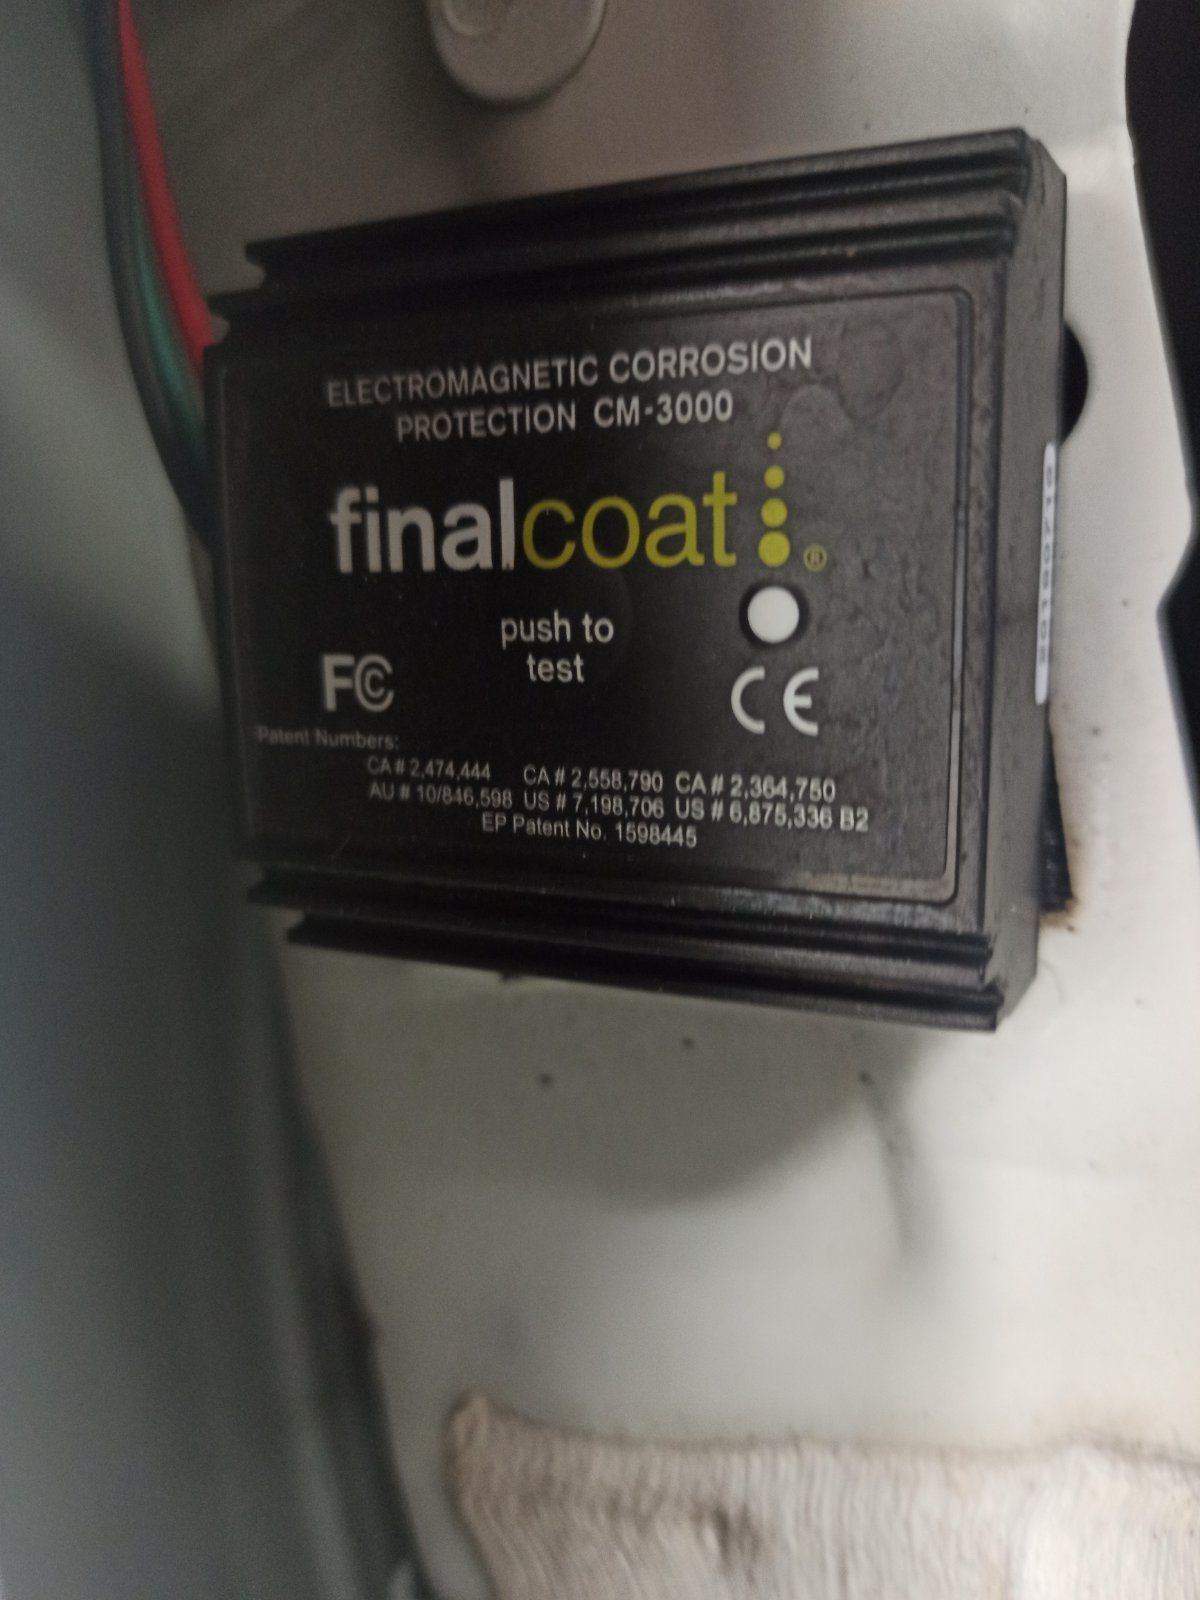 ELECTROMAGNETIC CORROSION
PROTECTION CM-3000
finalcoat ®
push to
test
FC
CE
Patent Numbers:
CA # 2,474,444 CA # 2,558,790 CA # 2,364,750
AU # 10/846,598 US # 7,198,706 US # 6,875,336 B2
EP Patent No. 1598445